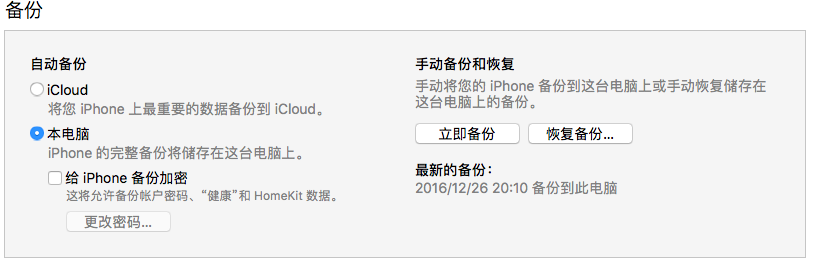 备份
自动备份
iCloud
将您 iPhone 上最重要的数据备份到 iCloud。
本电脑
iPhone 的完整备份将储存在这台电脑上。
给 iPhone 备份加密
这将允许备份帐户密码、“健康”和 HomeKit 数据。
更改密码...
手动备份和恢复
手动将您的 iPhone 备份到这台电脑上或手动恢复储存在
这台电脑上的备份。
立即备份
恢复备份...
最新的备份：
2016/12/26 20:10 备份到此电脑